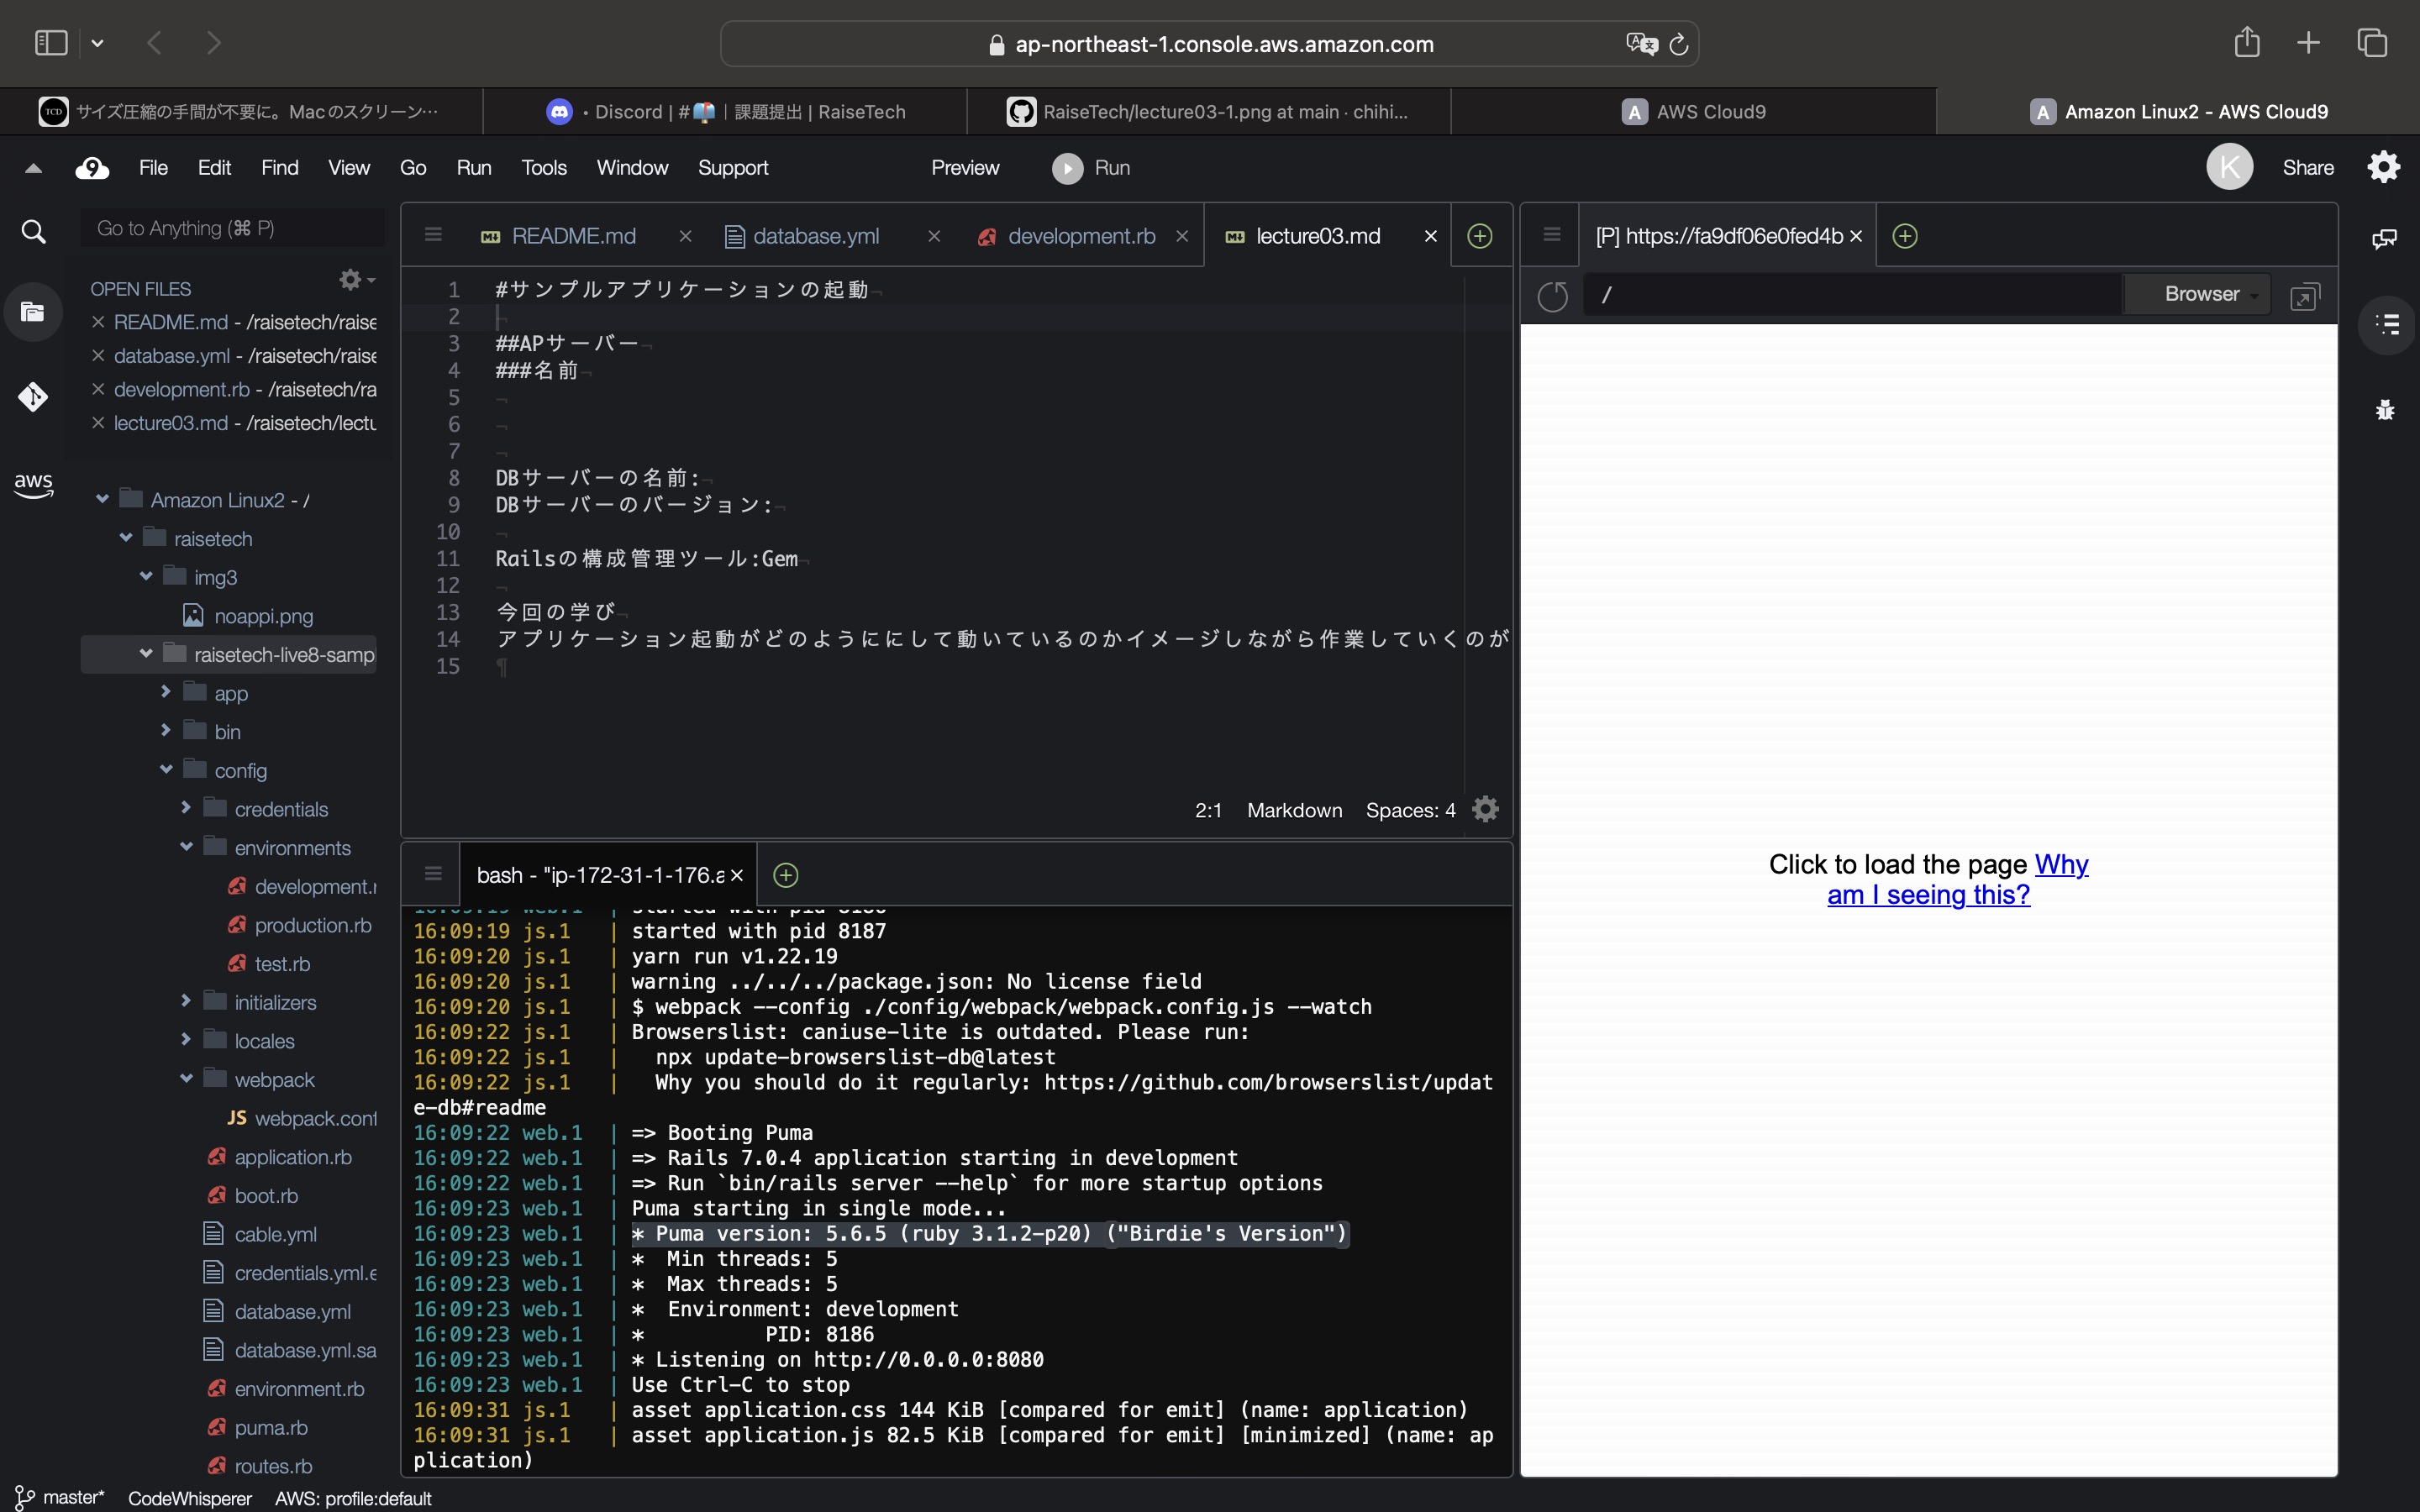 ap-northeast-1.console.aws.amazon.com
サイズ圧縮の手間が不要に。Macのスクリーン…
• Discord | #📫｜課題提出 | RaiseTech
RaiseTech/lecture03-1.png at main · chihi...
A AWS Cloud9
A Amazon Linux2 - AWS Cloud9
9 File Edit Find View Go Run Tools Window Support Preview Run
K Share
Go to Anything (⌘ P)
OPEN FILES
README.md - /raisetech/raise
database.yml - /raisetech/raise
development.rb - /raisetech/ra
lecture03.md - /raisetech/lectu
aws
Amazon Linux2 - /
raisetech
img3
noappi.png
raisetech-live8-samp
app
bin
config
credentials
environments
development.r
production.rb
test.rb
initializers
locales
webpack
JS webpack.conf
application.rb
boot.rb
cable.yml
credentials.yml.e
database.yml
database.yml.sa
environment.rb
puma.rb
routes.rb
README.md database.yml development.rb lecture03.md
1 #サンプルアプリケーションの起動
2
3 ##APサーバー
4 ###名前
5
6
7
8 DBサーバーの名前:
9 DBサーバーのバージョン:
10
11 Railsの構成管理ツール:Gem
12
13 今回の学び
14 アプリケーション起動がどのようににして動いているのかイメージしながら作業していくのが
15
2:1 Markdown Spaces: 4
bash - "ip-172-31-1-176.a
16:09:19 web.1 | started with pid 8186
16:09:19 js.1 | started with pid 8187
16:09:20 js.1 | yarn run v1.22.19
16:09:20 js.1 | warning ../../../package.json: No license field
16:09:20 js.1 | $ webpack --config ./config/webpack/webpack.config.js --watch
16:09:22 js.1 | Browserslist: caniuse-lite is outdated. Please run:
16:09:22 js.1 | npx update-browserslist-db@latest
16:09:22 js.1 | Why you should do it regularly: https://github.com/browserslist/updat
e-db#readme
16:09:22 web.1 | => Booting Puma
16:09:22 web.1 | => Rails 7.0.4 application starting in development
16:09:22 web.1 | => Run `bin/rails server --help` for more startup options
16:09:23 web.1 | Puma starting in single mode...
16:09:23 web.1 | * Puma version: 5.6.5 (ruby 3.1.2-p20) ("Birdie's Version")
16:09:23 web.1 | * Min threads: 5
16:09:23 web.1 | * Max threads: 5
16:09:23 web.1 | * Environment: development
16:09:23 web.1 | * PID: 8186
16:09:23 web.1 | * Listening on http://0.0.0.0:8080
16:09:23 web.1 | Use Ctrl-C to stop
16:09:31 js.1 | asset application.css 144 KiB [compared for emit] (name: application)
16:09:31 js.1 | asset application.js 82.5 KiB [compared for emit] [minimized] (name: ap
plication)
[P] https://fa9df06e0fed4b
/ Browser
Click to load the page Why
am I seeing this?
master* CodeWhisperer AWS: profile:default